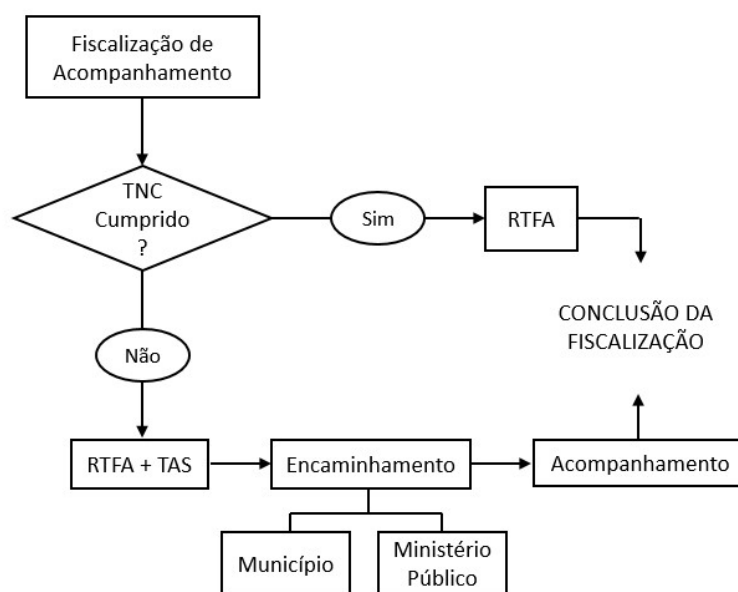 Fiscalização de
Acompanhamento
TNC
Cumprido
?
Sim
RTFA
CONCLUSÃO DA
FISCALIZAÇÃO
Não
RTFA + TAS
Encaminhamento
Acompanhamento
Município
Ministério
Público